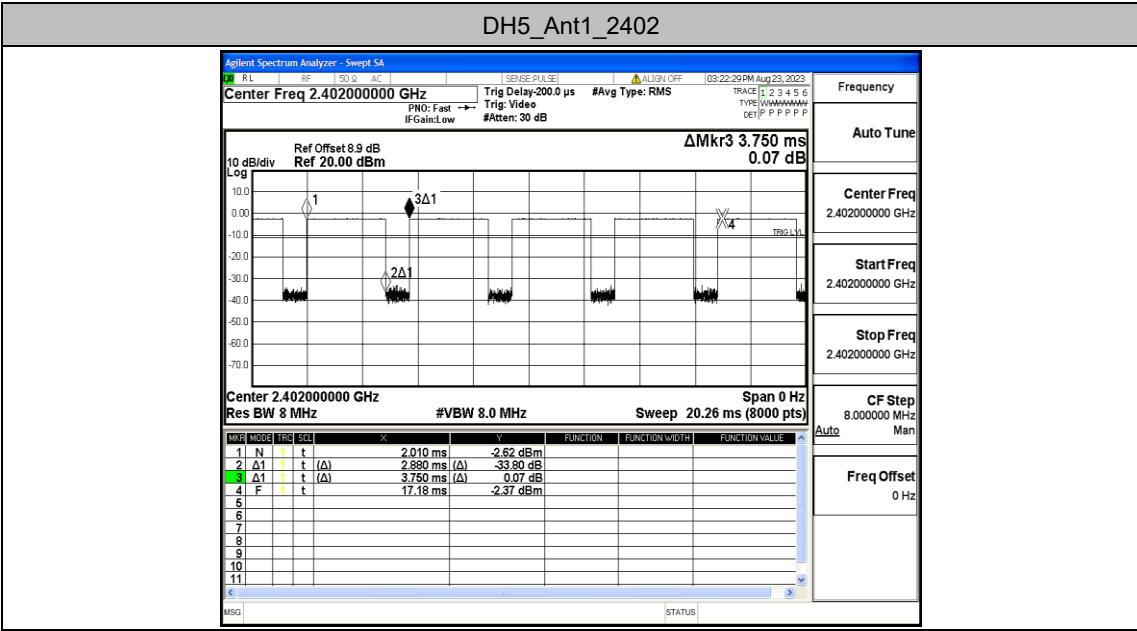 DH5_Ant1_2402
Agilent Spectrum Analyzer - Swept SA
LXI RL RF 50 Ω AC SENSE:PULSE ALIGN OFF 03:22:29 PM Aug 23, 2023
Center Freq 2.402000000 GHz Trig Delay-200.0 µs #Avg Type: RMS TRACE 1 2 3 4 5 6
PNO: Fast Trig: Video TYPE
IFGain:Low #Atten: 30 dB DET P P P P P P
ΔMkr3 3.750 ms
0.07 dB
Ref Offset 8.9 dB
10 dB/div Ref 20.00 dBm
Log
10.0
0.00
-10.0
-20.0
-30.0
-40.0
-50.0
-60.0
-70.0
1
3Δ1
2Δ1
4
TRIG LVL
Center 2.402000000 GHz Span 0 Hz
Res BW 8 MHz #VBW 8.0 MHz Sweep 20.26 ms (8000 pts)
MKR MODE TRC SCL X Y FUNCTION FUNCTION WIDTH FUNCTION VALUE
1 N 1 t 2.010 ms -2.62 dBm
2 Δ1 1 t (Δ) 2.880 ms (Δ) -33.80 dB
3 Δ1 1 t (Δ) 3.750 ms (Δ) 0.07 dB
4 F 1 t 17.18 ms -2.37 dBm
5
6
7
8
9
10
11
MSG STATUS
Frequency
Auto Tune
Center Freq
2.402000000 GHz
Start Freq
2.402000000 GHz
Stop Freq
2.402000000 GHz
CF Step
8.000000 MHz
Auto Man
Freq Offset
0 Hz